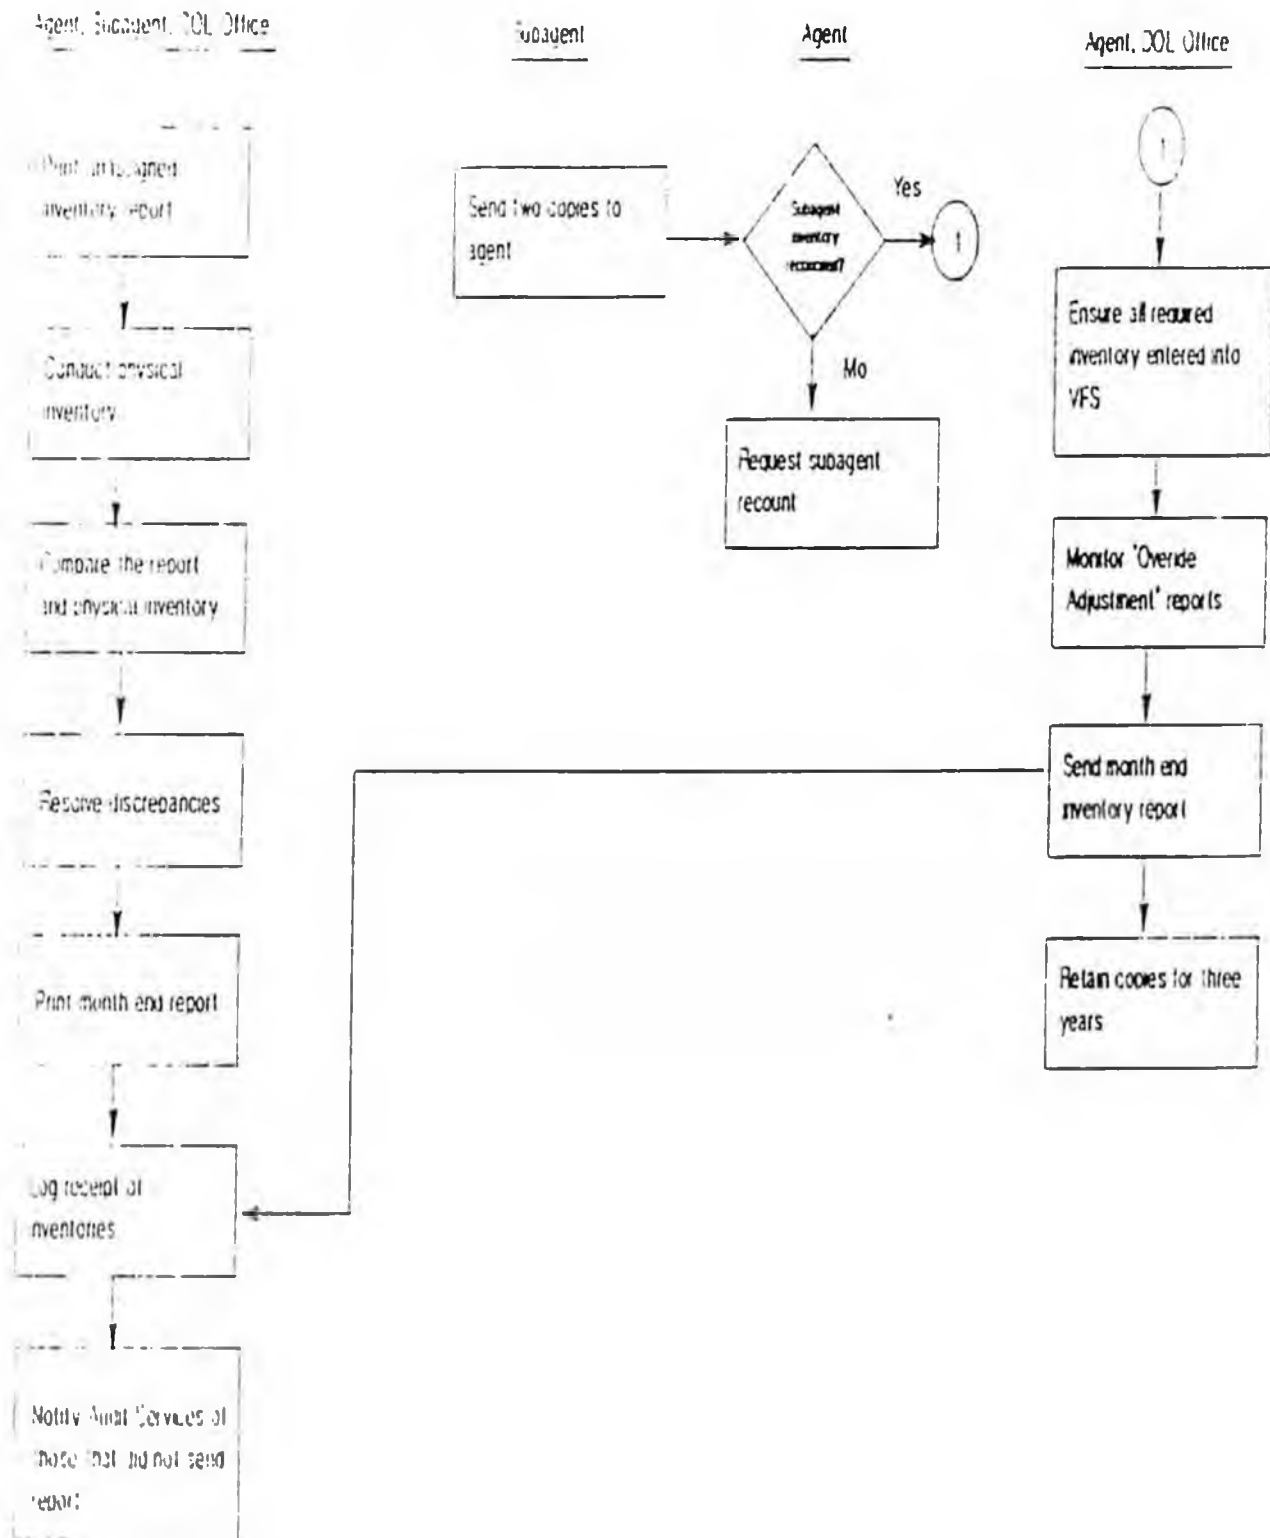 Agent, Subagent, DOL Office
Print unassigned
inventory report
Conduct physical
inventory
Compare the report
and physical inventory
Resolve discrepancies
Print month end report
Log receipt of
inventories
Notify Audit Services of
those that did not send
report
Subagent
Send two copies to
agent
Agent
Subagent
inventory
reconciled?
Yes
1
No
Request subagent
recount
Agent, DOL Office
1
Ensure all required
inventory entered into
VFS
Monitor "Overide
Adjustment" reports
Send month end
inventory report
Retain copies for three
years